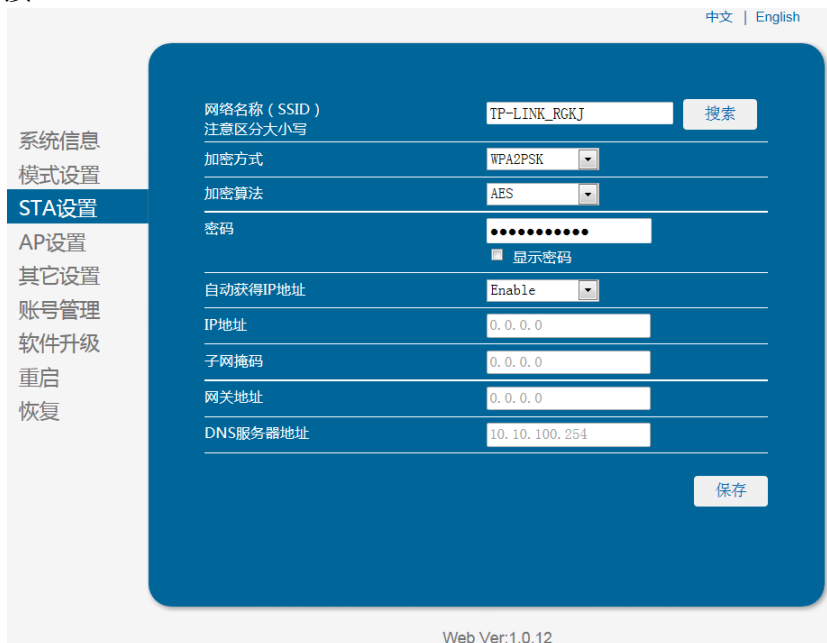 中文 | English
网络名称（SSID）
注意区分大小写
TP-LINK_RGKJ
搜索
加密方式
WPA2PSK
加密算法
AES
密码
●●●●●●●●●●●
显示密码
自动获得IP地址
Enable
IP地址
0.0.0.0
子网掩码
0.0.0.0
网关地址
0.0.0.0
DNS服务器地址
10.10.100.254
保存
系统信息
模式设置
STA设置
AP设置
其它设置
账号管理
软件升级
重启
恢复
Web Ver:1.0.12